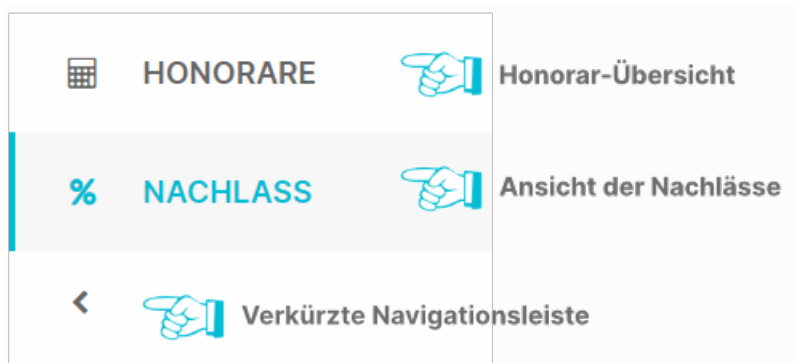 HONORARE
Honorar-Übersicht
% NACHLASS
Ansicht der Nachlässe
Verkürzte Navigationsleiste